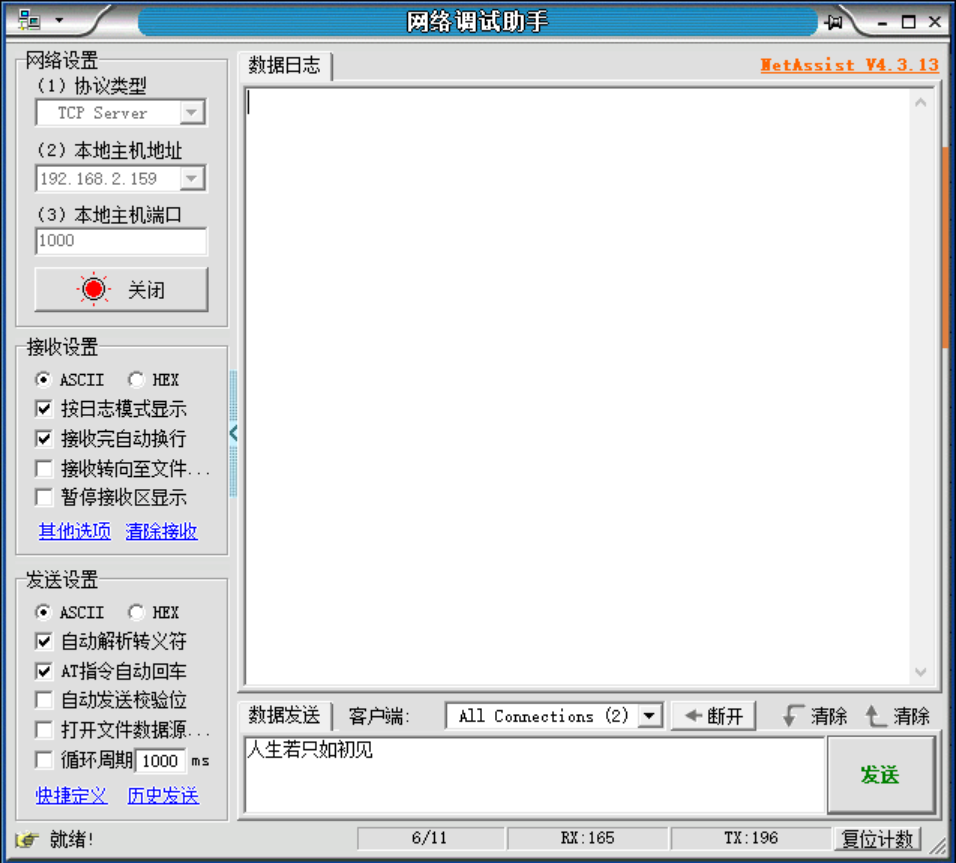 网络调试助手
网络设置
(1) 协议类型
TCP Server
(2) 本地主机地址
192.168.2.159
(3) 本地主机端口
1000
关闭
接收设置
ASCII HEX
按日志模式显示
接收完自动换行
接收转向至文件...
暂停接收区显示
其他选项 清除接收
发送设置
ASCII HEX
自动解析转义符
AT指令自动回车
自动发送校验位
打开文件数据源...
循环周期 1000 ms
快捷定义 历史发送
数据日志
NetAssist V4.3.13
数据发送 客户端: All Connections (2) 断开 清除 清除
人生若只如初见
发送
就绪! 6/11 RX:165 TX:196 复位计数